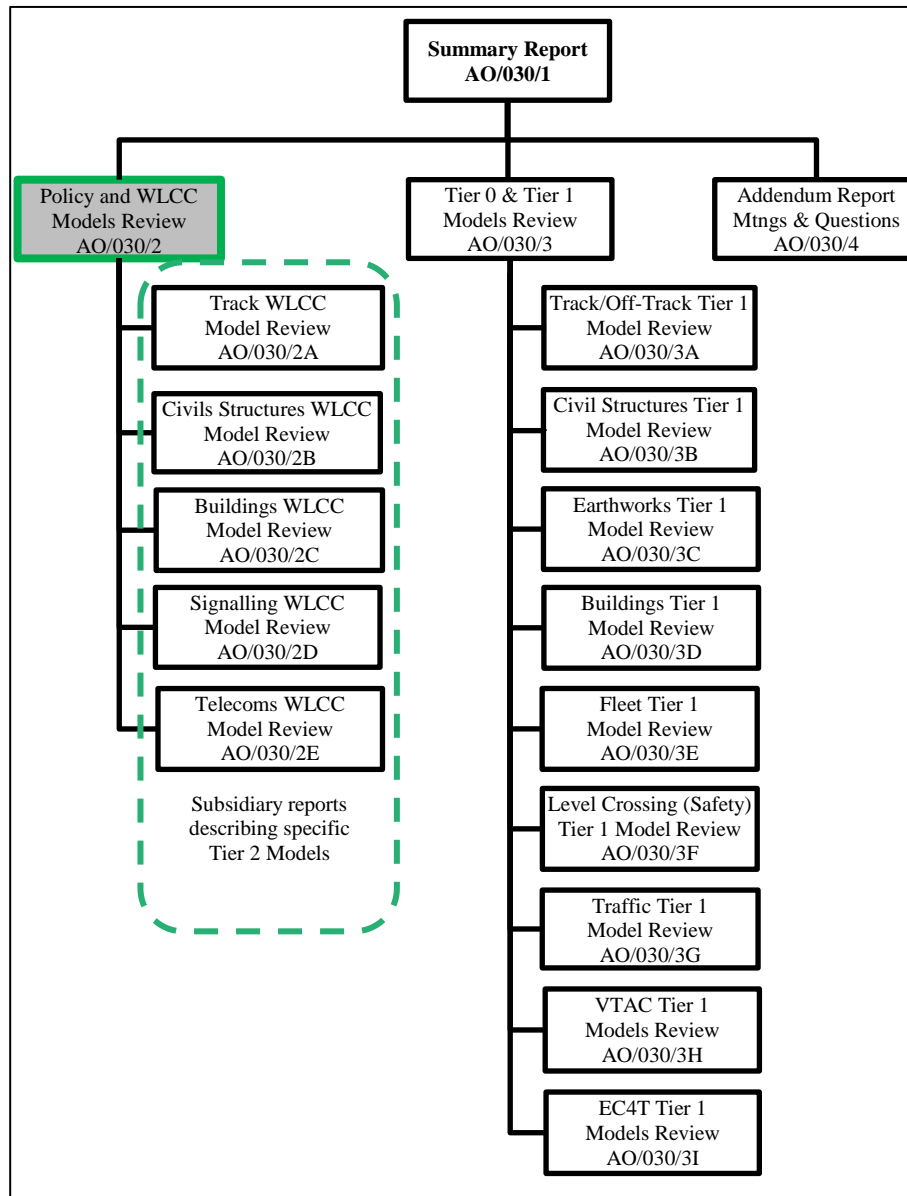 Summary Report
AO/030/1
Policy and WLCC
Models Review
AO/030/2
Tier 0 & Tier 1
Models Review
AO/030/3
Addendum Report
Mtngs & Questions
AO/030/4
Track WLCC
Model Review
AO/030/2A
Civils Structures WLCC
Model Review
AO/030/2B
Buildings WLCC
Model Review
AO/030/2C
Signalling WLCC
Model Review
AO/030/2D
Telecoms WLCC
Model Review
AO/030/2E
Subsidiary reports
describing specific
Tier 2 Models
Track/Off-Track Tier 1
Model Review
AO/030/3A
Civil Structures Tier 1
Model Review
AO/030/3B
Earthworks Tier 1
Model Review
AO/030/3C
Buildings Tier 1
Model Review
AO/030/3D
Fleet Tier 1
Model Review
AO/030/3E
Level Crossing (Safety)
Tier 1 Model Review
AO/030/3F
Traffic Tier 1
Model Review
AO/030/3G
VTAC Tier 1
Models Review
AO/030/3H
EC4T Tier 1
Models Review
AO/030/3I